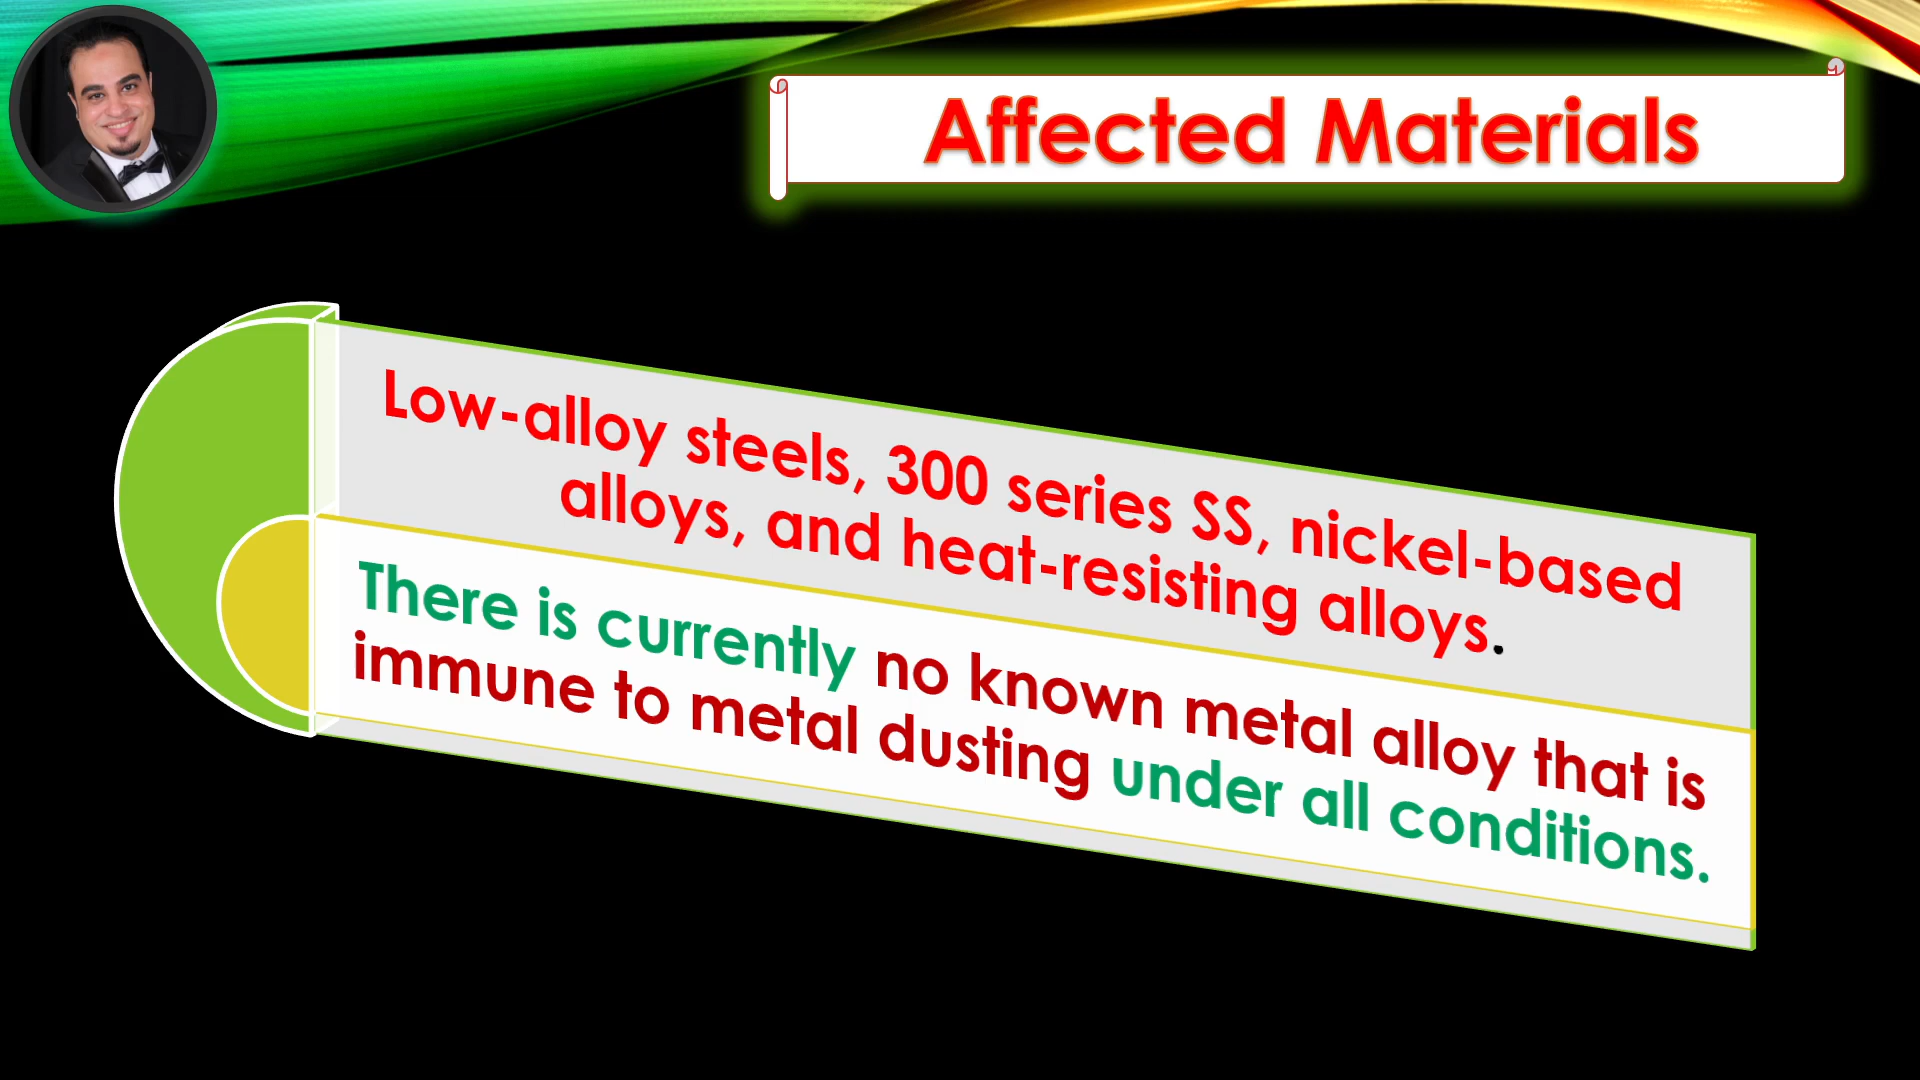 Affected Materials
Low-alloy steels, 300 series SS, nickel-based
alloys, and heat-resisting alloys.
There is currently no known metal alloy that is
immune to metal dusting under all conditions.